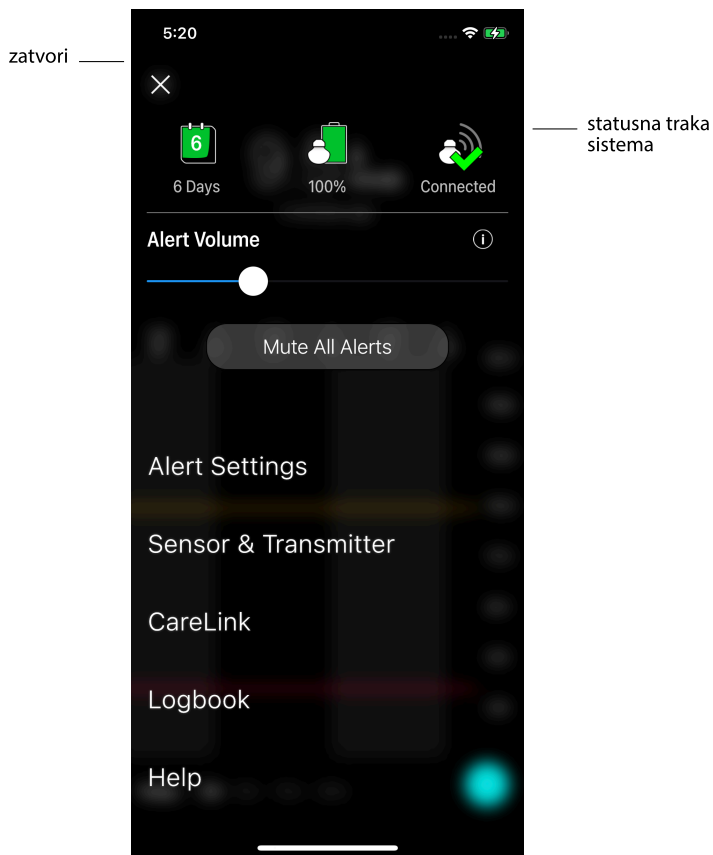 5:20
zatvori
6
6 Days
100%
Connected
statusna traka
sistema
Alert Volume
i
Mute All Alerts
Alert Settings
Sensor & Transmitter
CareLink
Logbook
Help